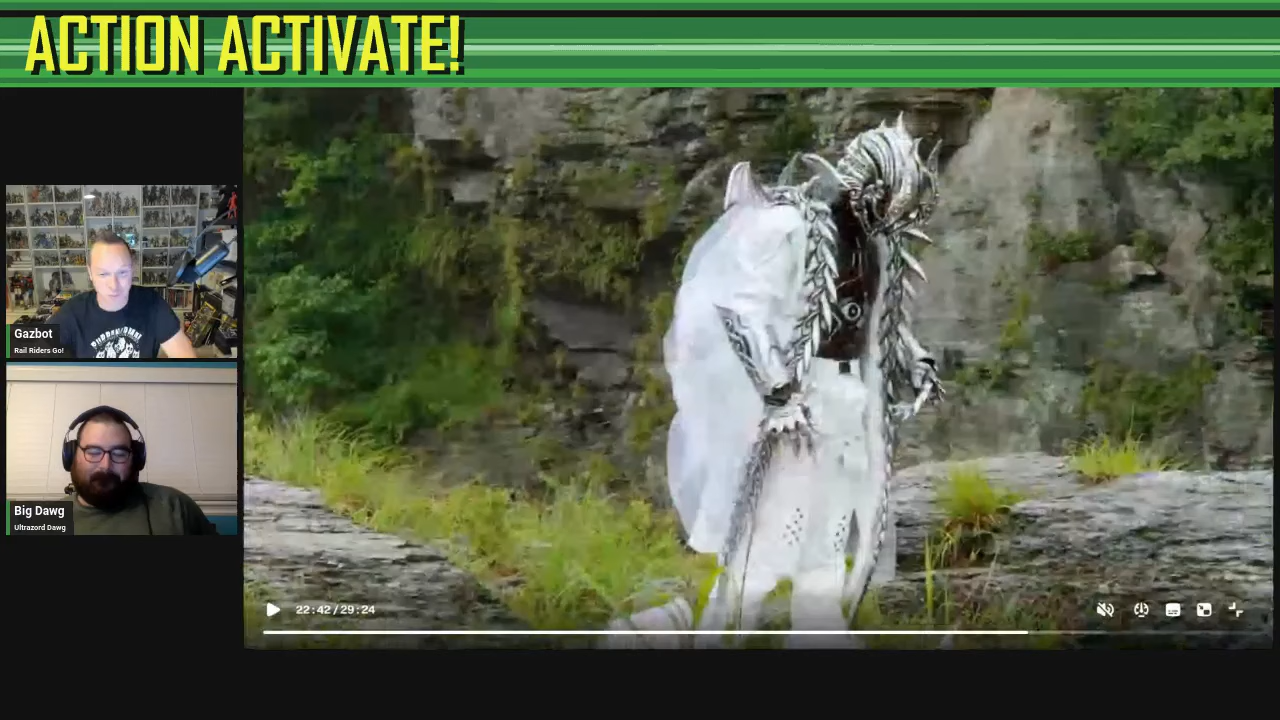 ACTION ACTIVATE!
Gazbot
Rail Riders Go!
Big Dawg
Ultrazord Dawg
22:42/29:24